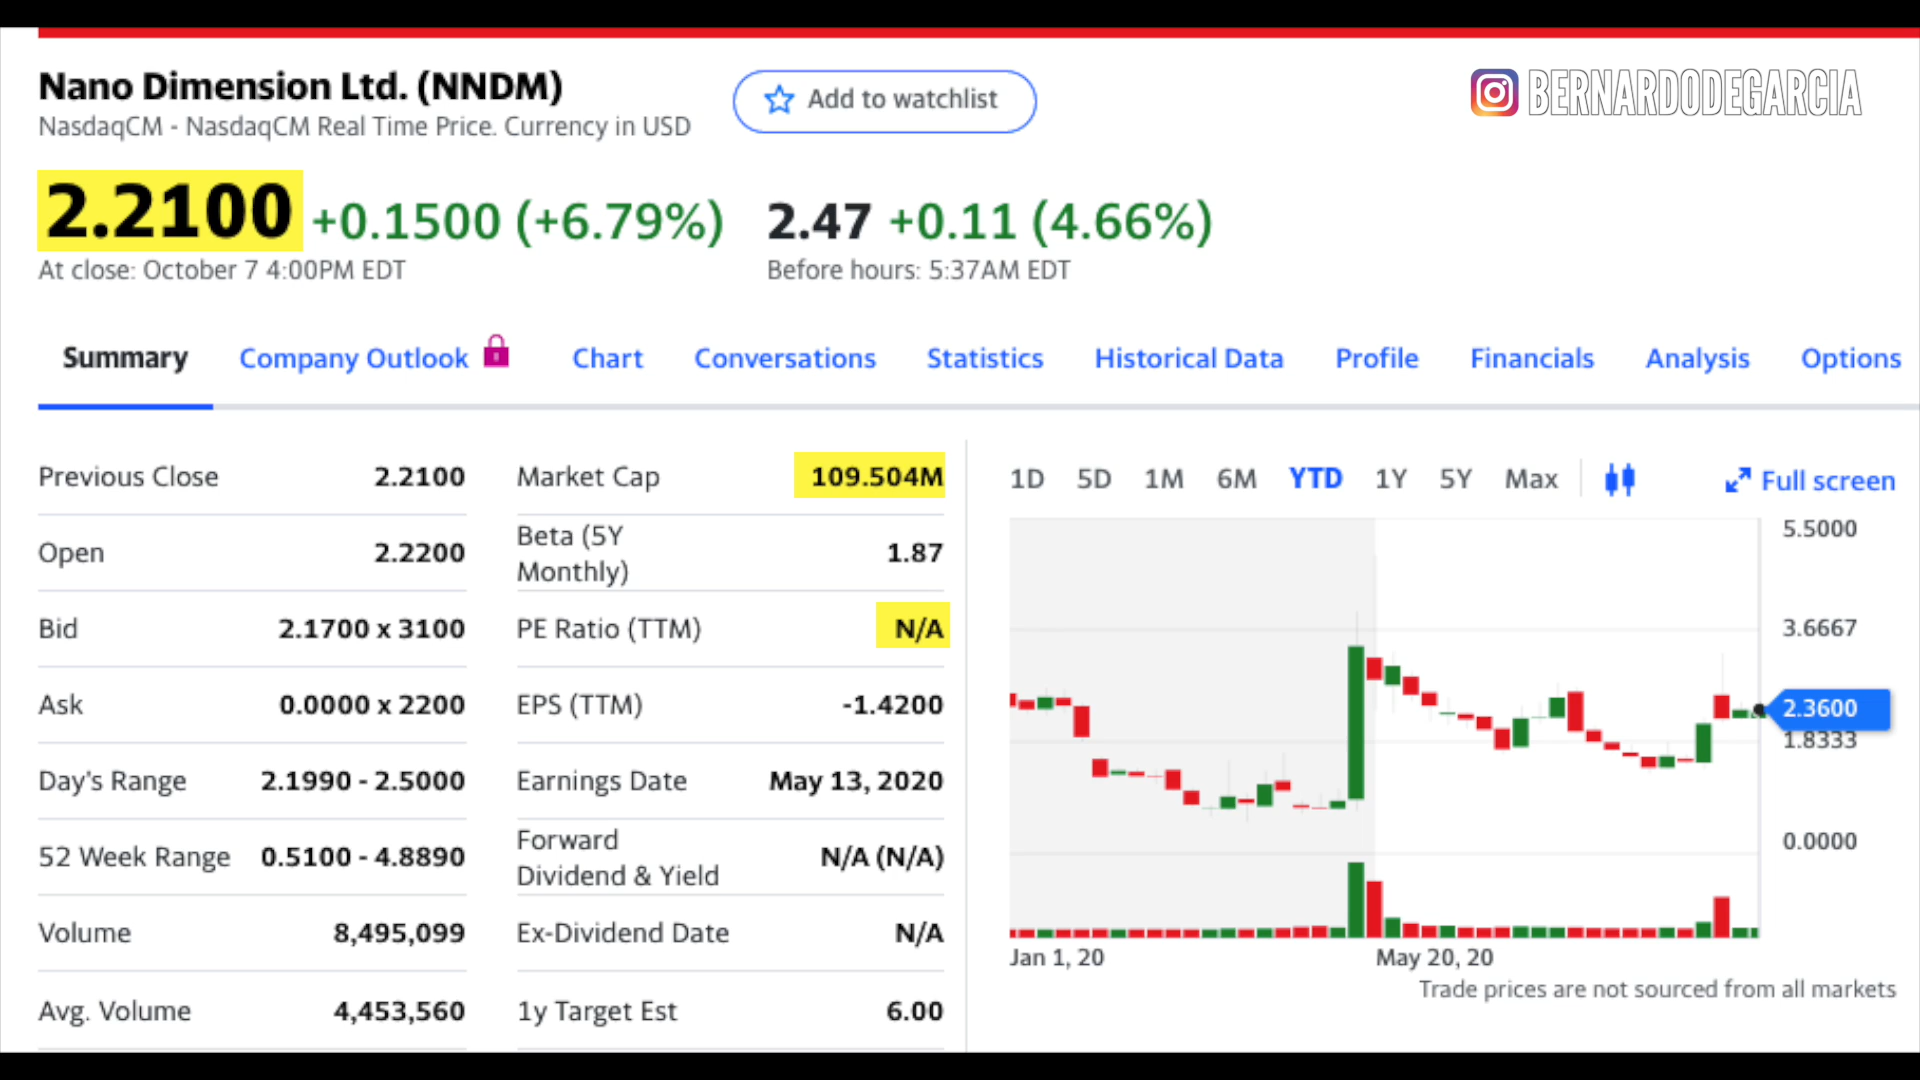 Nano Dimension Ltd. (NNDM)
NasdaqCM - NasdaqCM Real Time Price. Currency in USD
Add to watchlist
BERNARDODEGARCIA
2.2100 +0.1500 (+6.79%)
At close: October 7 4:00PM EDT
2.47 +0.11 (4.66%)
Before hours: 5:37AM EDT
Summary Company Outlook Chart Conversations Statistics Historical Data Profile Financials Analysis Options
Previous Close 2.2100
Open 2.2200
Bid 2.1700 x 3100
Ask 0.0000 x 2200
Day's Range 2.1990 - 2.5000
52 Week Range 0.5100 - 4.8890
Volume 8,495,099
Avg. Volume 4,453,560
Market Cap 109.504M
Beta (5Y
Monthly) 1.87
PE Ratio (TTM) N/A
EPS (TTM) -1.4200
Earnings Date May 13, 2020
Forward
Dividend & Yield N/A (N/A)
Ex-Dividend Date N/A
1y Target Est 6.00
1D 5D 1M 6M YTD 1Y 5Y Max Full screen
5.5000
3.6667
2.3600
1.8333
0.0000
Jan 1, 20 May 20, 20
Trade prices are not sourced from all markets